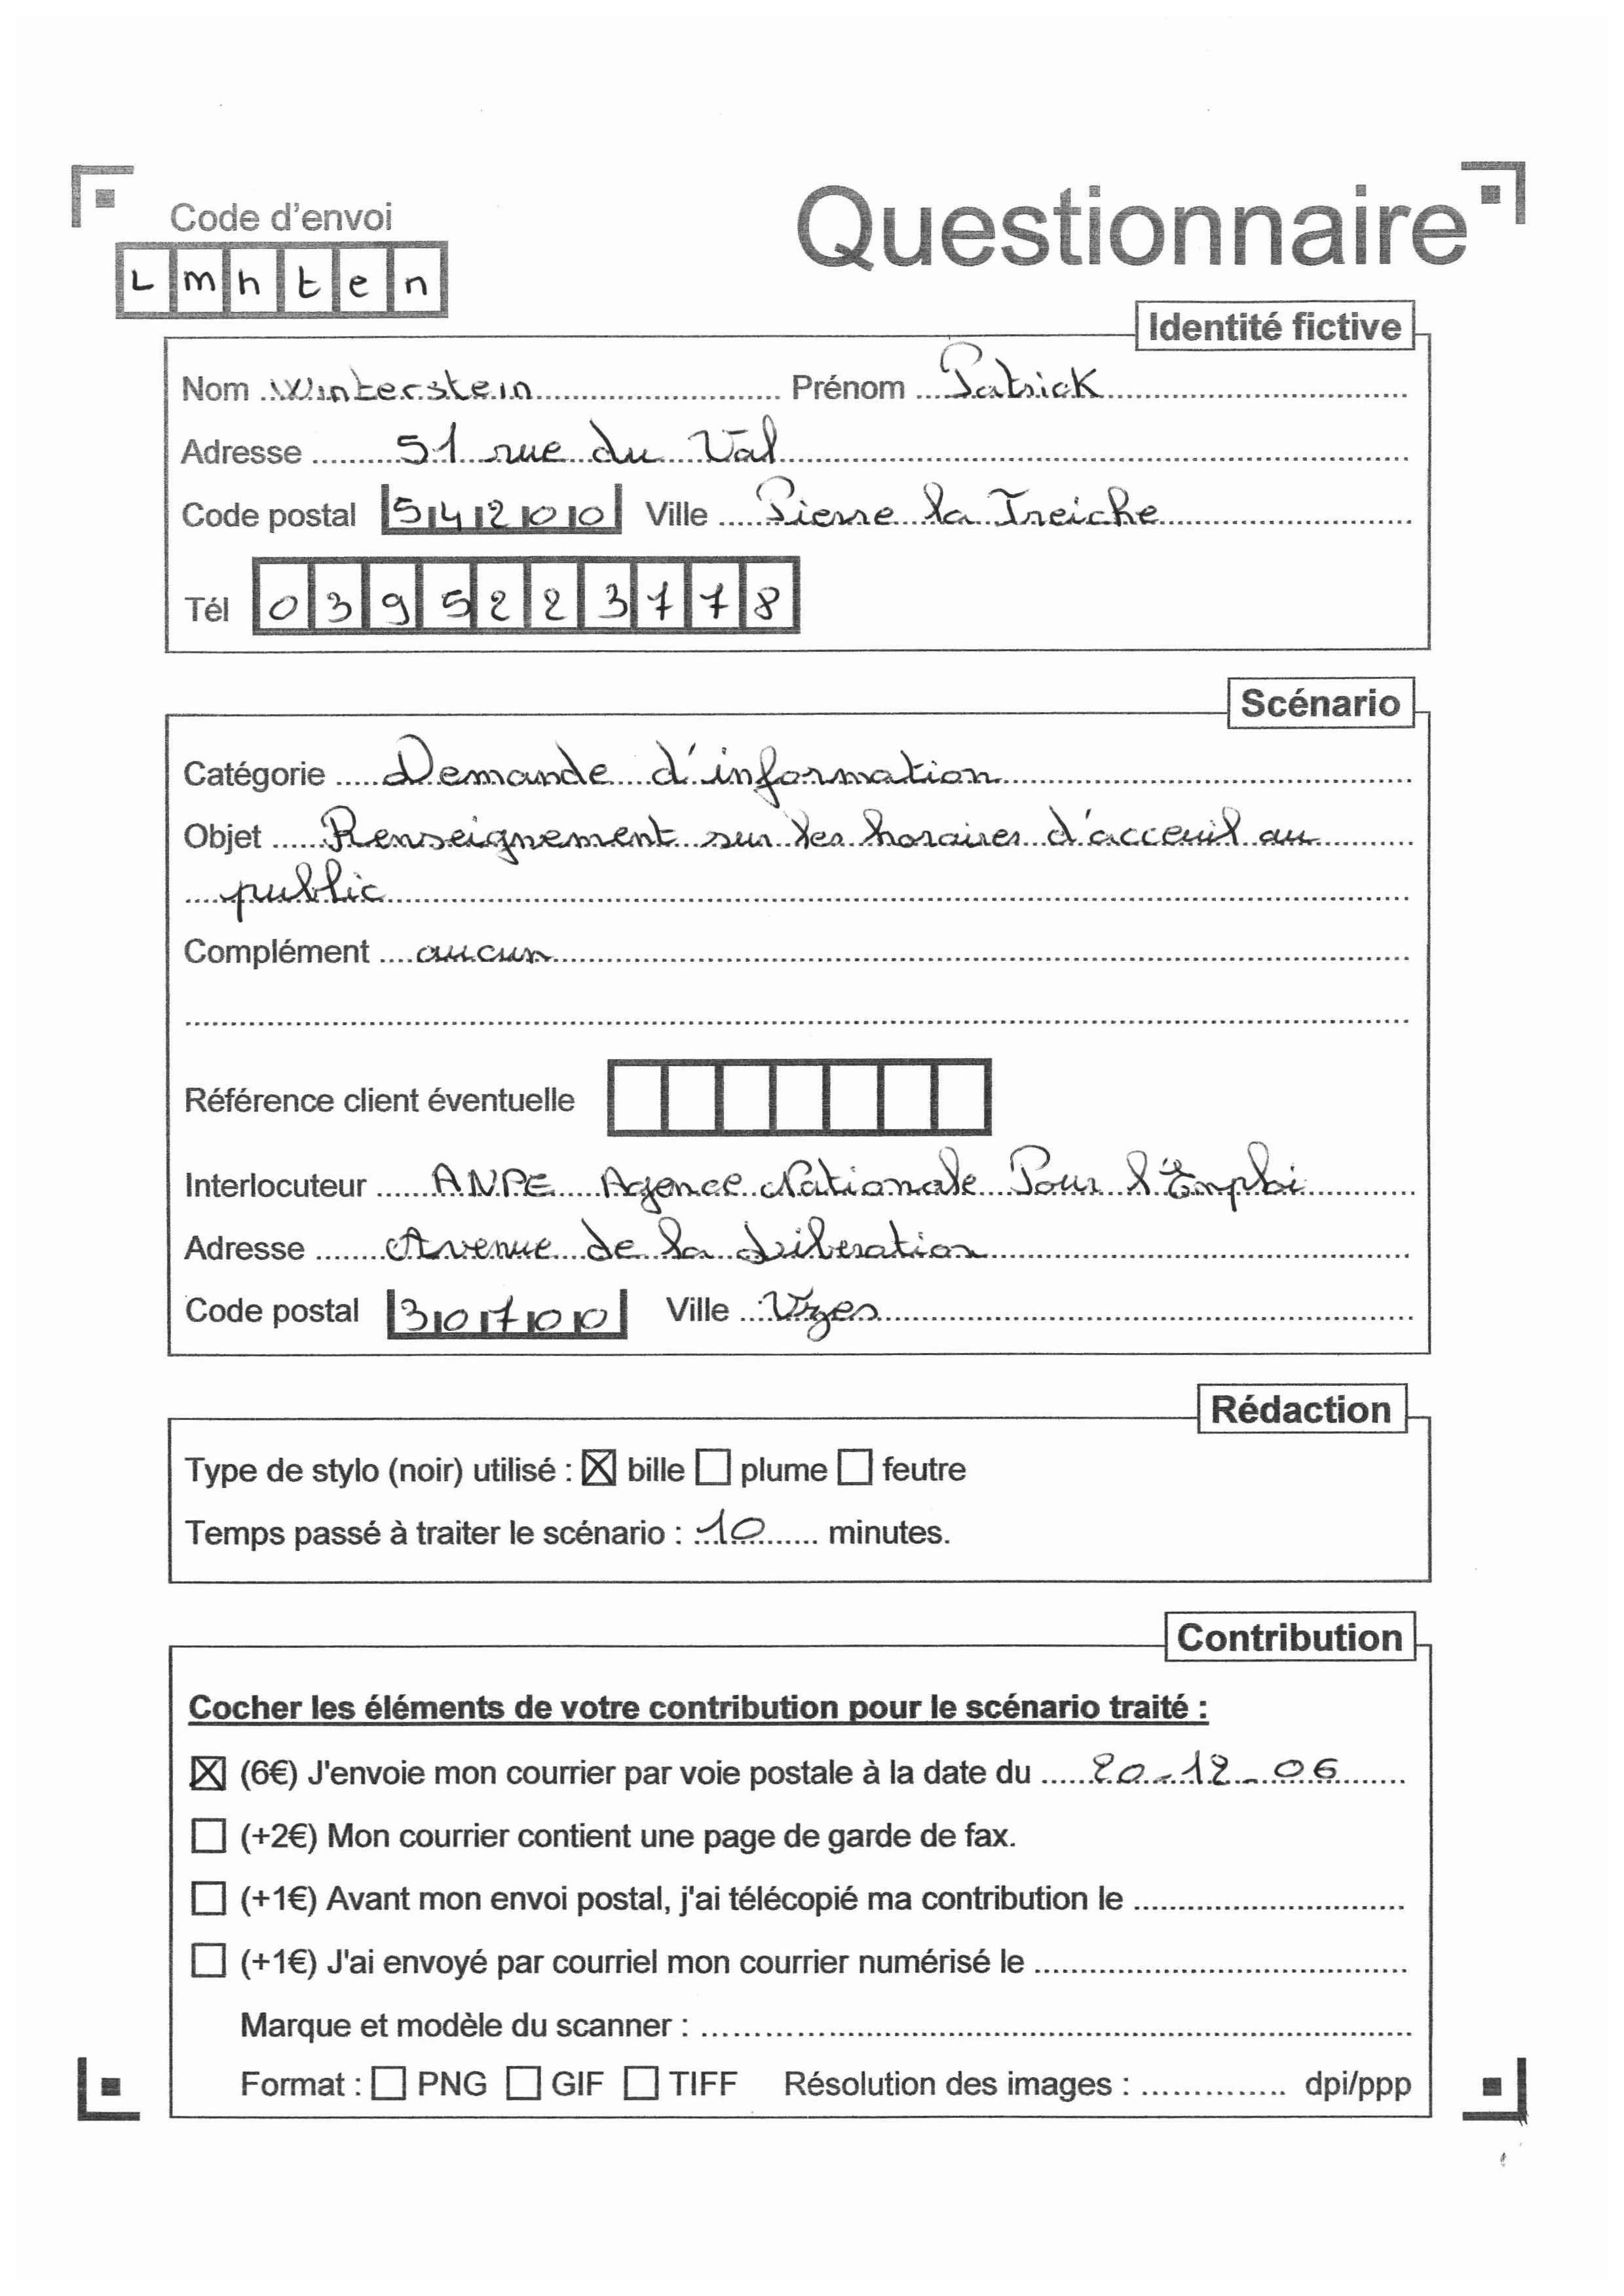 Code d'envoi
Questionnaire
L m h t e n
Identité fictive
Nom Winterstein Prénom Patrick
Adresse 51 rue du Val
Code postal 54200 Ville Pierre la Treiche
Tél 0395223778
Scénario
Catégorie Demande d'information
Objet Renseignement sur les horaires d'acceuil au
public
Complément aucun
Référence client éventuelle
Interlocuteur ANPE Agence Nationale Pour l'Emploi
Adresse Avenue de la Liberation
Code postal 30700 Ville Uzes
Rédaction
Type de stylo (noir) utilisé : ☒ bille ☐ plume ☐ feutre
Temps passé à traiter le scénario : 10 minutes.
Contribution
Cocher les éléments de votre contribution pour le scénario traité :
☒ (6€) J'envoie mon courrier par voie postale à la date du 20-12-06
☐ (+2€) Mon courrier contient une page de garde de fax.
☐ (+1€) Avant mon envoi postal, j'ai télécopié ma contribution le
☐ (+1€) J'ai envoyé par courriel mon courrier numérisé le
Marque et modèle du scanner :
Format : ☐ PNG ☐ GIF ☐ TIFF Résolution des images : dpi/ppp